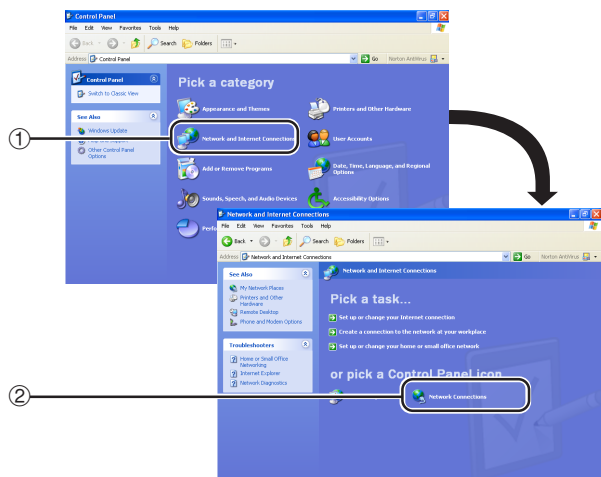 Control Panel
File Edit View Favorites Tools Help
Back Search Folders
Address Control Panel Go Norton AntiVirus
Control Panel
Switch to Classic View
See Also
Windows Update
Other Control Panel
Options
Pick a category
Appearance and Themes
Printers and Other Hardware
Network and Internet Connections
User Accounts
Add or Remove Programs
Date, Time, Language, and Regional
Options
Sounds, Speech, and Audio Devices
Accessibility Options
Perfo
1
Network and Internet Connections
File Edit View Favorites Tools Help
Back Search Folders
Address Network and Internet Connections Go Norton AntiVirus
See Also
My Network Places
Printers and Other
Hardware
Remote Desktop
Phone and Modem Options
Troubleshooters
Home or Small Office
Networking
Internet Explorer
Network Diagnostics
Network and Internet Connections
Pick a task...
Set up or change your Internet connection
Create a connection to the network at your workplace
Set up or change your home or small office network
or pick a Control Panel icon
Network Connections
2